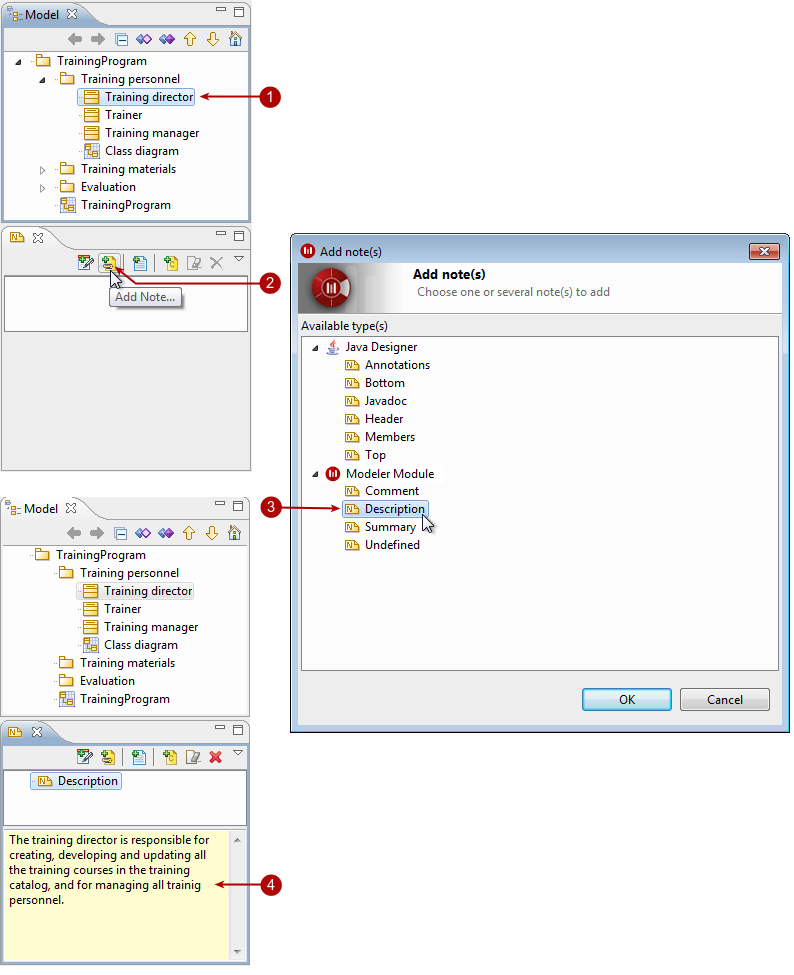 Model
TrainingProgram
Training personnel
Training director
1
Trainer
Training manager
Class diagram
Training materials
Evaluation
TrainingProgram
2
Add Note...
Add note(s)
Add note(s)
Choose one or several note(s) to add
Available type(s)
Java Designer
Annotations
Bottom
Javadoc
Header
Members
Top
Modeler Module
Comment
3
Description
Summary
Undefined
OK
Cancel
Model
TrainingProgram
Training personnel
Training director
Trainer
Training manager
Class diagram
Training materials
Evaluation
TrainingProgram
Description
The training director is responsible for
creating, developing and updating all
the training courses in the training
catalog, and for managing all trainig
personnel.
4